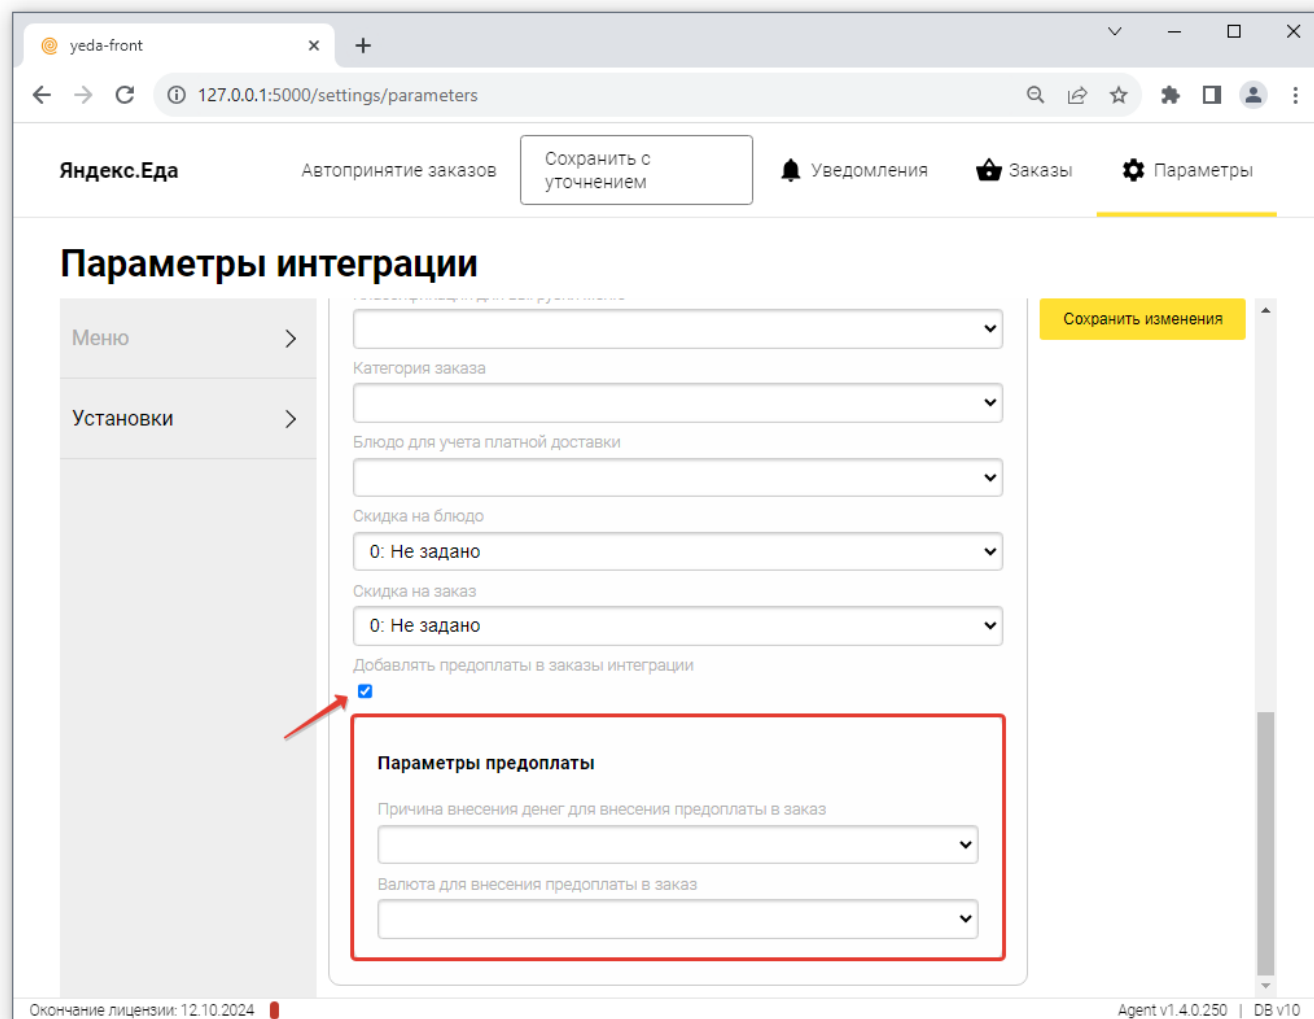 yeda-front
127.0.0.1:5000/settings/parameters
Яндекс.Еда
Автопринятие заказов
Сохранить с
уточнением
Уведомления
Заказы
Параметры
Параметры интеграции
Меню
Установки
Категория заказа
Блюдо для учета платной доставки
Скидка на блюдо
0: Не задано
Скидка на заказ
0: Не задано
Добавлять предоплаты в заказы интеграции
Параметры предоплаты
Причина внесения денег для внесения предоплаты в заказ
Валюта для внесения предоплаты в заказ
Сохранить изменения
Окончание лицензии: 12.10.2024
Agent v1.4.0.250 | DB v10